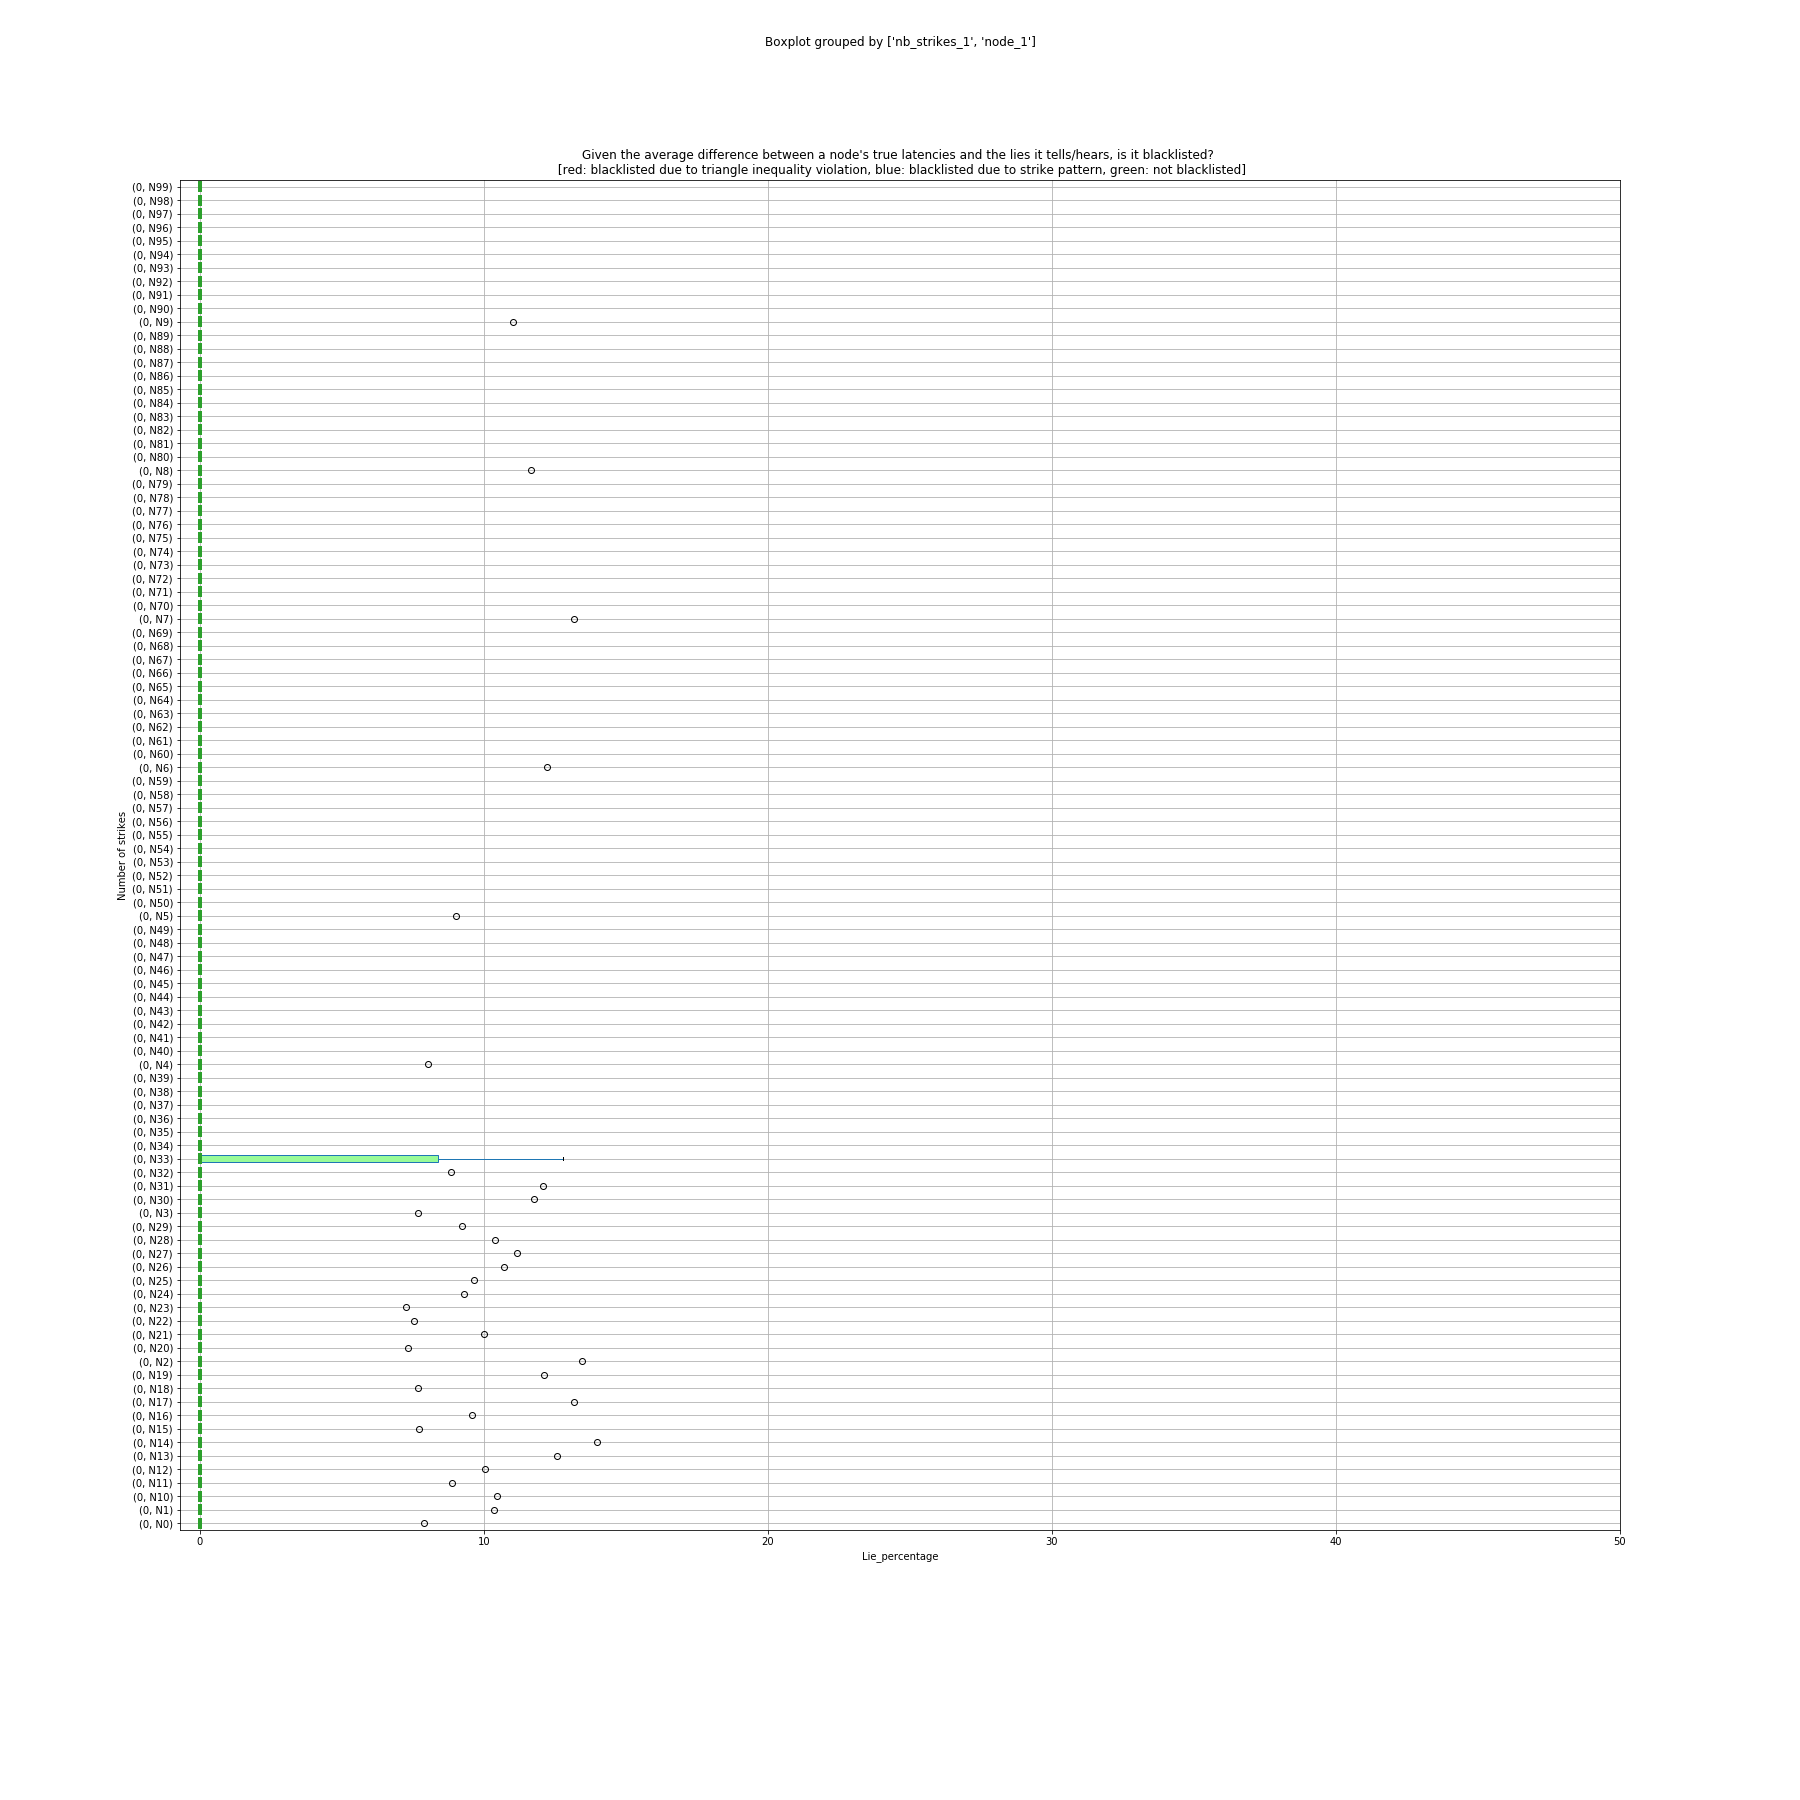 Boxplot grouped by ['nb_strikes_1', 'node_1']
Given the average difference between a node's true latencies and the lies it tells/hears, is it blacklisted?
[red: blacklisted due to triangle inequality violation, blue: blacklisted due to strike pattern, green: not blacklisted]
(0, N99)
(0, N98)
(0, N97)
(0, N96)
(0, N95)
(0, N94)
(0, N93)
(0, N92)
(0, N91)
(0, N90)
(0, N9)
(0, N89)
(0, N88)
(0, N87)
(0, N86)
(0, N85)
(0, N84)
(0, N83)
(0, N82)
(0, N81)
(0, N80)
(0, N8)
(0, N79)
(0, N78)
(0, N77)
(0, N76)
(0, N75)
(0, N74)
(0, N73)
(0, N72)
(0, N71)
(0, N70)
(0, N7)
(0, N69)
(0, N68)
(0, N67)
(0, N66)
(0, N65)
(0, N64)
(0, N63)
(0, N62)
(0, N61)
(0, N60)
(0, N6)
(0, N59)
(0, N58)
(0, N57)
(0, N56)
(0, N55)
(0, N54)
(0, N53)
(0, N52)
(0, N51)
(0, N50)
(0, N5)
(0, N49)
(0, N48)
(0, N47)
(0, N46)
(0, N45)
(0, N44)
(0, N43)
(0, N42)
(0, N41)
(0, N40)
(0, N4)
(0, N39)
(0, N38)
(0, N37)
(0, N36)
(0, N35)
(0, N34)
(0, N33)
(0, N32)
(0, N31)
(0, N30)
(0, N3)
(0, N29)
(0, N28)
(0, N27)
(0, N26)
(0, N25)
(0, N24)
(0, N23)
(0, N22)
(0, N21)
(0, N20)
(0, N2)
(0, N19)
(0, N18)
(0, N17)
(0, N16)
(0, N15)
(0, N14)
(0, N13)
(0, N12)
(0, N11)
(0, N10)
(0, N1)
(0, N0)
Number of strikes
0 10 20 30 40 50
Lie_percentage